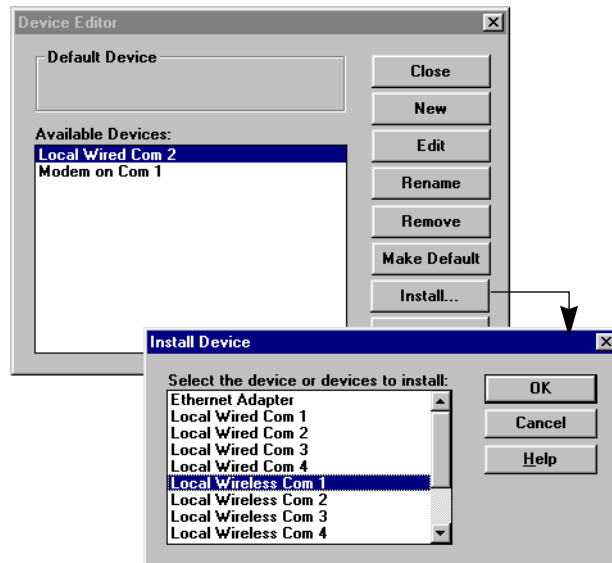 Device Editor
Default Device
Close
New
Available Devices:
Edit
Local Wired Com 2
Modem on Com 1
Rename
Remove
Make Default
Install...
Install Device
Select the device or devices to install:
OK
Ethernet Adapter
Local Wired Com 1
Cancel
Local Wired Com 2
Local Wired Com 3
Help
Local Wired Com 4
Local Wireless Com 1
Local Wireless Com 2
Local Wireless Com 3
Local Wireless Com 4